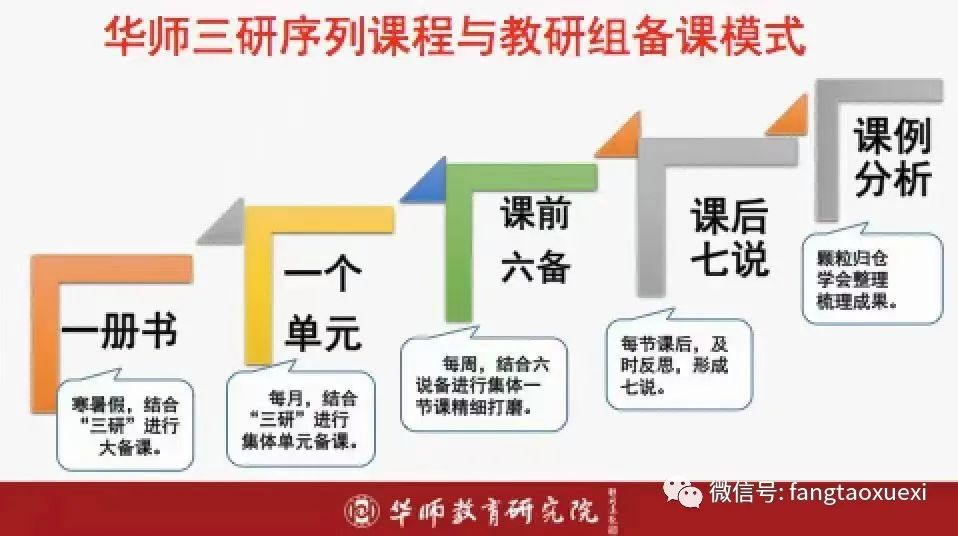 华师三研序列课程与教研组备课模式
一册书
寒暑假，结合
“三研”进行
大备课。
一个
单元
每月，结合
“三研”进行
集体单元备课。
课前
六备
每周，结合六
说备进行集体一
节课精细打磨。
课后
七说
每节课后，及
时反思，形成
七说。
课例
分析
颗粒归仓
学会整理
梳理成果。
华师教育研究院
微信号: fangtaoxuexi